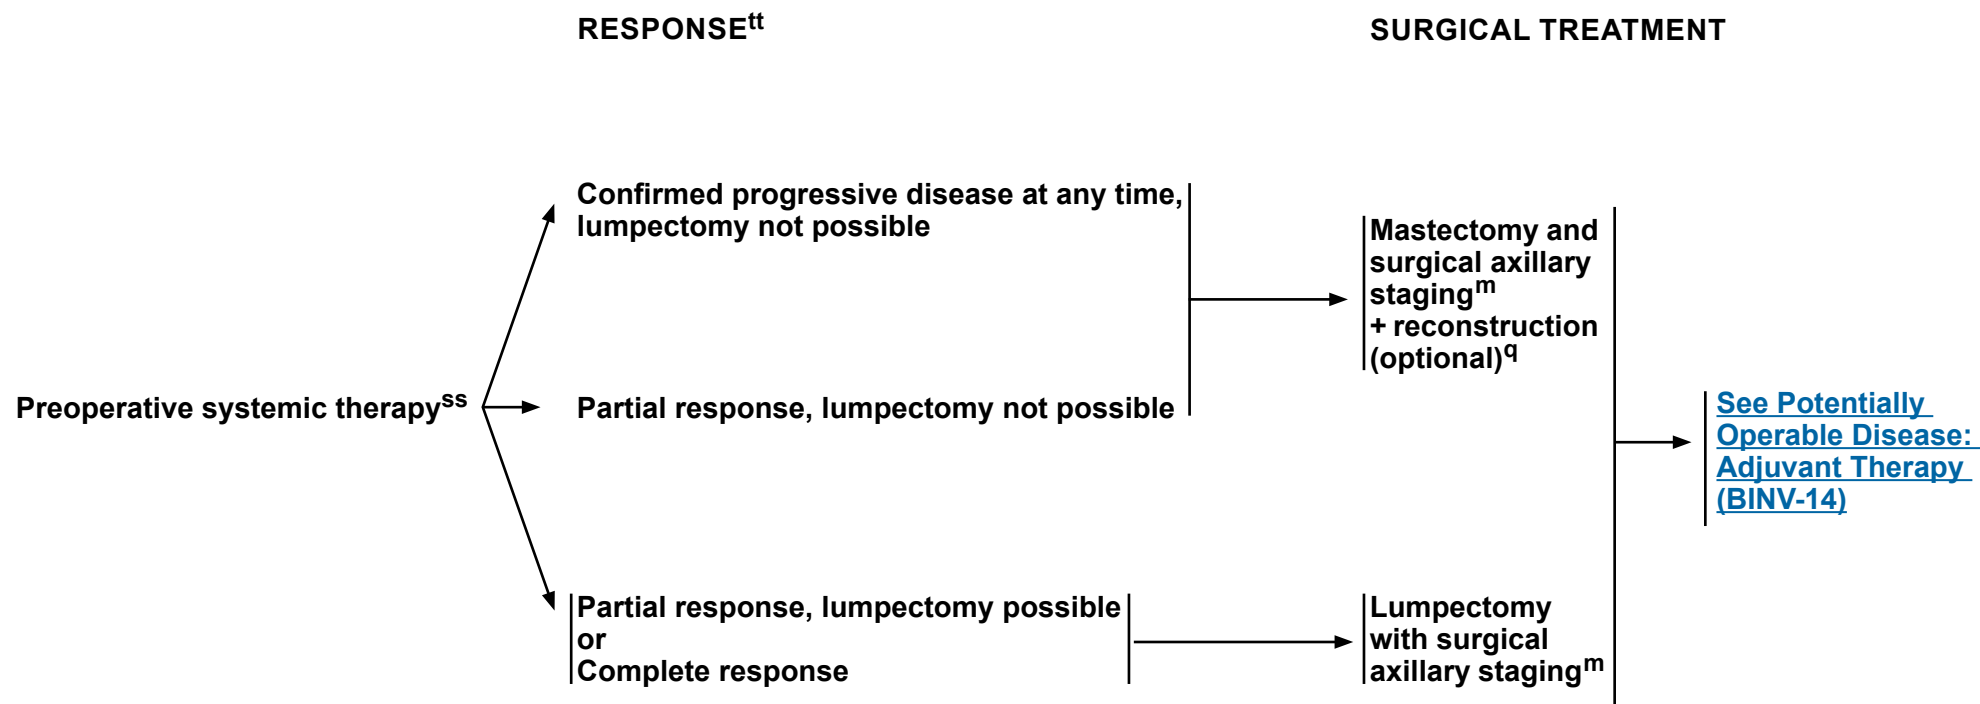 RESPONSEtt
SURGICAL TREATMENT
Confirmed progressive disease at any time,
lumpectomy not possible
Mastectomy and
surgical axillary
stagingm
+ reconstruction
(optional)q
Preoperative systemic therapyss
Partial response, lumpectomy not possible
See Potentially
Operable Disease:
Adjuvant Therapy
(BINV-14)
Partial response, lumpectomy possible
or
Complete response
Lumpectomy
with surgical
axillary stagingm